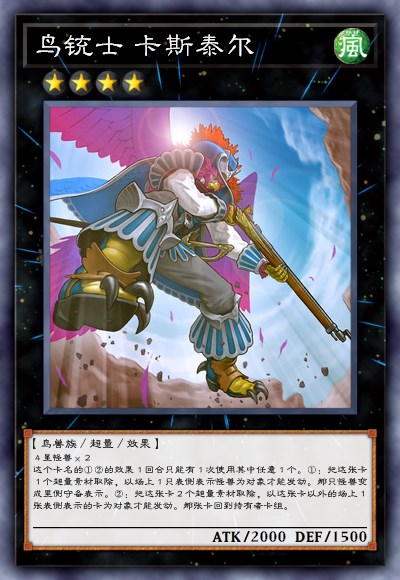 鸟铳士 卡斯泰尔
風
【鸟兽族／超量／效果】
4星怪兽×2
这个卡名的①②的效果1回合只能有1次使用其中任意1个。①：把这张卡
1个超量素材取除，以场上1只表侧表示怪兽为对象才能发动。那只怪兽变
成里侧守备表示。②：把这张卡2个超量素材取除，以这张卡以外的场上1
张表侧表示的卡为对象才能发动。那张卡回到持有者卡组。
ATK/2000 DEF/1500